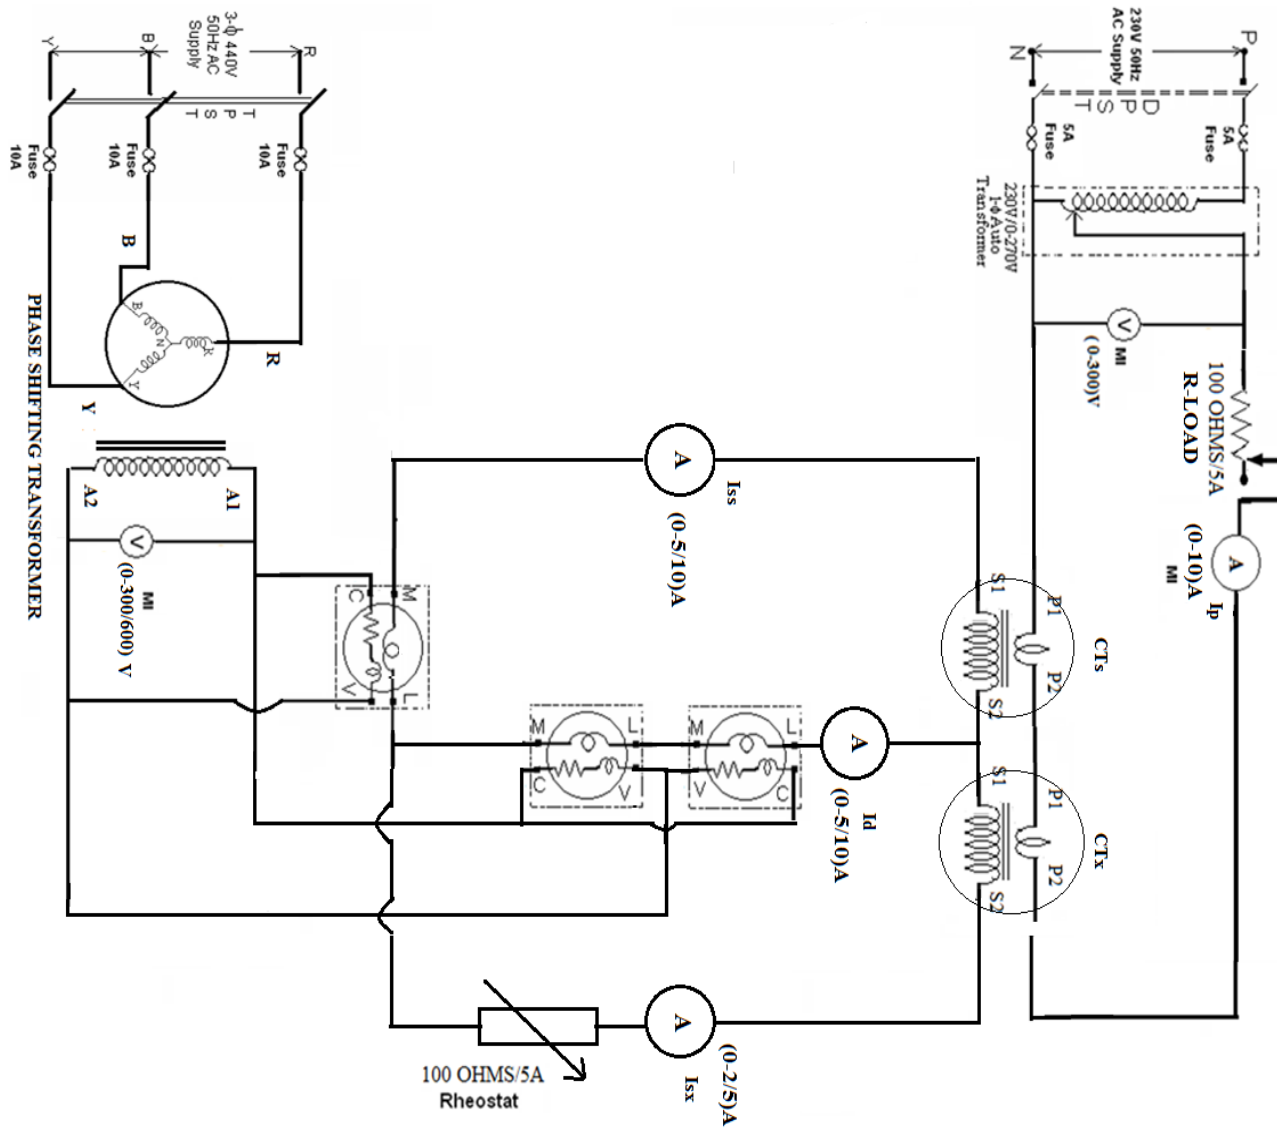 Y
B
3-ϕ 440V
50Hz AC
Supply
R
T P S T
Fuse
10A
Fuse
10A
Fuse
10A
B
R
Y
B
N
R
Y
PHASE SHIFTING TRANSFORMER
A2
A1
V
MI
(0-300/600) V
N
230V 50Hz
AC Supply
P
D P S T
5A
Fuse
5A
Fuse
230V/0-270V
1-ϕ Auto
Transformer
V
MI
(0-300)V
100 OHMS/5A
R-LOAD
A
(0-10)A
MI
Ip
A
Iss
(0-5/10)A
M
C
V
L
S1
P1
CTs
S2
P2
M
L
C
V
M
L
V
C
A
Id
(0-5/10)A
S1
P1
CTx
S2
P2
A
Isx
(0-2/5)A
100 OHMS/5A
Rheostat